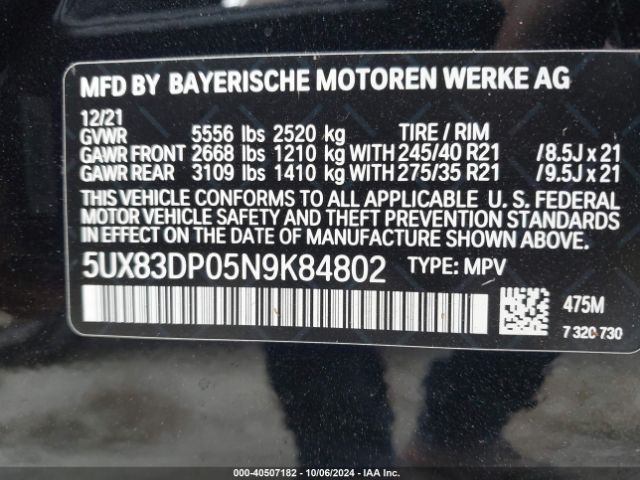 MFD BY BAYERISCHE MOTOREN WERKE AG
12/21
GVWR 5556 lbs 2520 kg TIRE / RIM
GAWR FRONT 2668 lbs 1210 kg WITH 245/40 R21 /8.5J x 21
GAWR REAR 3109 lbs 1410 kg WITH 275/35 R21 /9.5J x 21
THIS VEHICLE CONFORMS TO ALL APPLICABLE U. S. FEDERAL
MOTOR VEHICLE SAFETY AND THEFT PREVENTION STANDARDS
IN EFFECT ON THE DATE OF MANUFACTURE SHOWN ABOVE.
5UX83DP05N9K84802 TYPE: MPV
475M
7 320 730
000-40507182 - 10/06/2024 - IAA Inc.